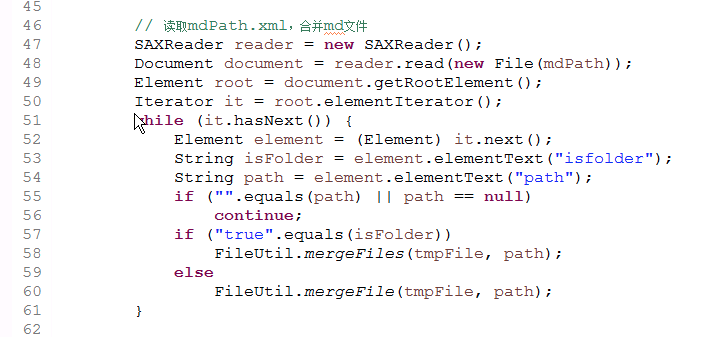 45
46 // 读取mdPath.xml，合并md文件
47 SAXReader reader = new SAXReader();
48 Document document = reader.read(new File(mdPath));
49 Element root = document.getRootElement();
50 Iterator it = root.elementIterator();
51 while (it.hasNext()) {
52 Element element = (Element) it.next();
53 String isFolder = element.elementText("isfolder");
54 String path = element.elementText("path");
55 if ("".equals(path) || path == null)
56 continue;
57 if ("true".equals(isFolder))
58 FileUtil.mergeFiles(tmpFile, path);
59 else
60 FileUtil.mergeFile(tmpFile, path);
61 }
62